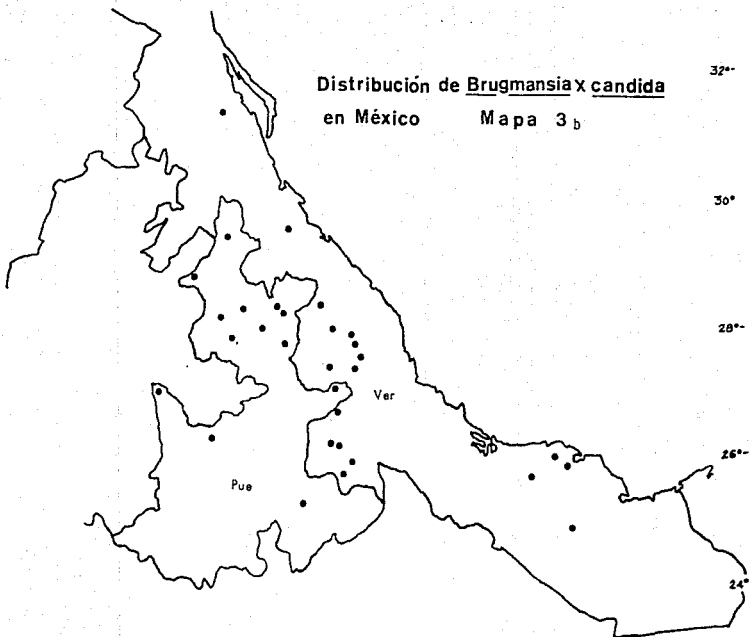 32°-
Distribución de Brugmansia x candida
en México Mapa 3b
30°
28°-
Ver
26°-
Pue
24°